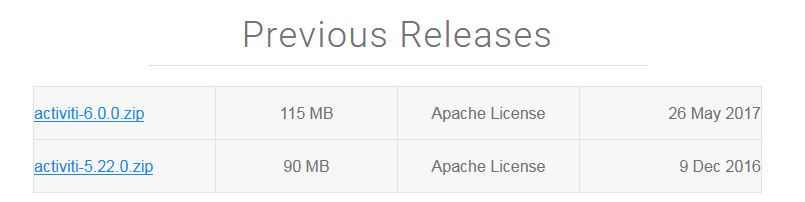 Previous Releases
activiti-6.0.0.zip 115 MB Apache License 26 May 2017
activiti-5.22.0.zip 90 MB Apache License 9 Dec 2016